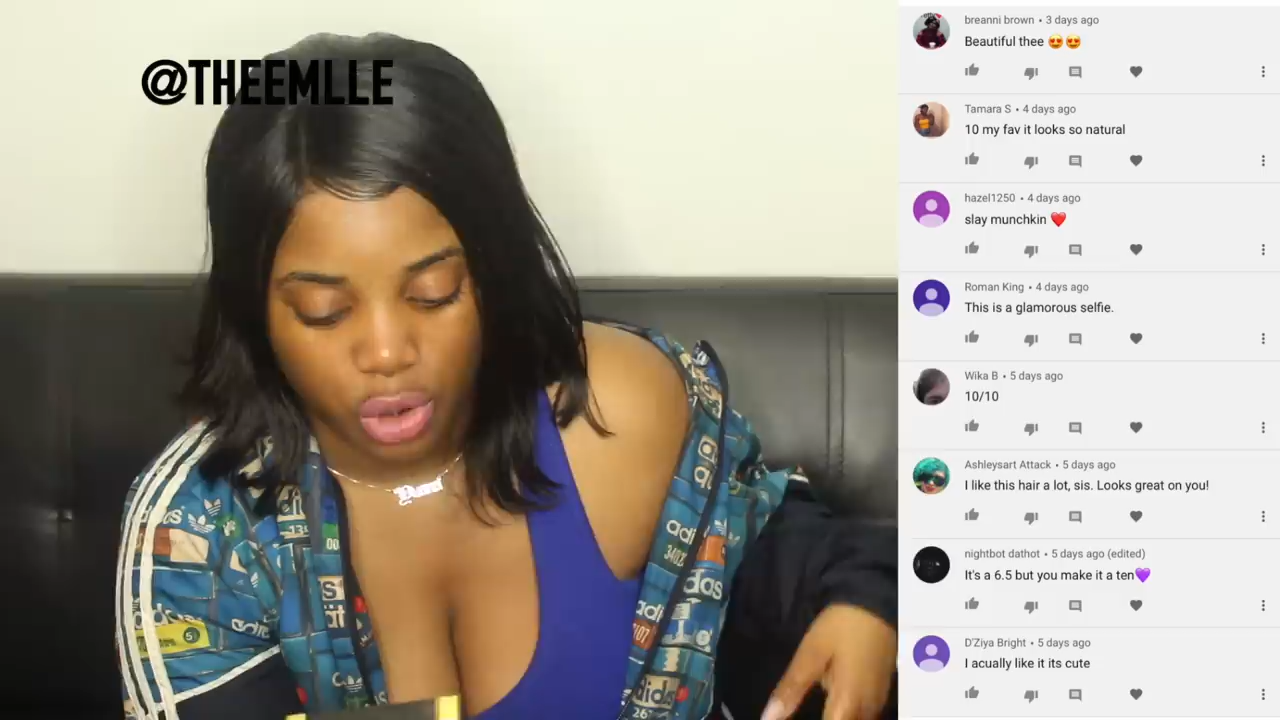 @THEEMLLE
breanni brown • 3 days ago
Beautiful thee 😍😍
Tamara S • 4 days ago
10 my fav it looks so natural
hazel1250 • 4 days ago
slay munchkin ❤️
Roman King • 4 days ago
This is a glamorous selfie.
Wika B • 5 days ago
10/10
Ashleysart Attack • 5 days ago
I like this hair a lot, sis. Looks great on you!
nightbot dathot • 5 days ago (edited)
It's a 6.5 but you make it a ten💜
D'Ziya Bright • 5 days ago
I acually like it its cute
adidas
adi
das